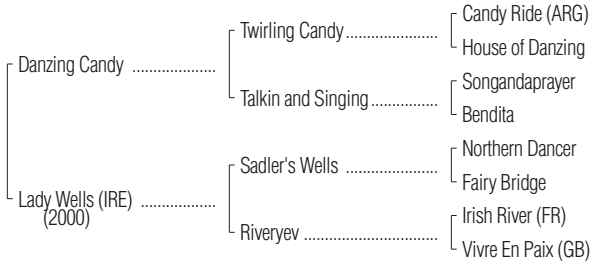 Candy Ride (ARG)
Twirling Candy ....................
House of Danzing
Danzing Candy ..................
Songandaprayer
Talkin and Singing ...............
Bendita
Northern Dancer
Sadler's Wells ....................
Fairy Bridge
Lady Wells (IRE) ................
(2000)
Irish River (FR)
Riveryev .............................
Vivre En Paix (GB)